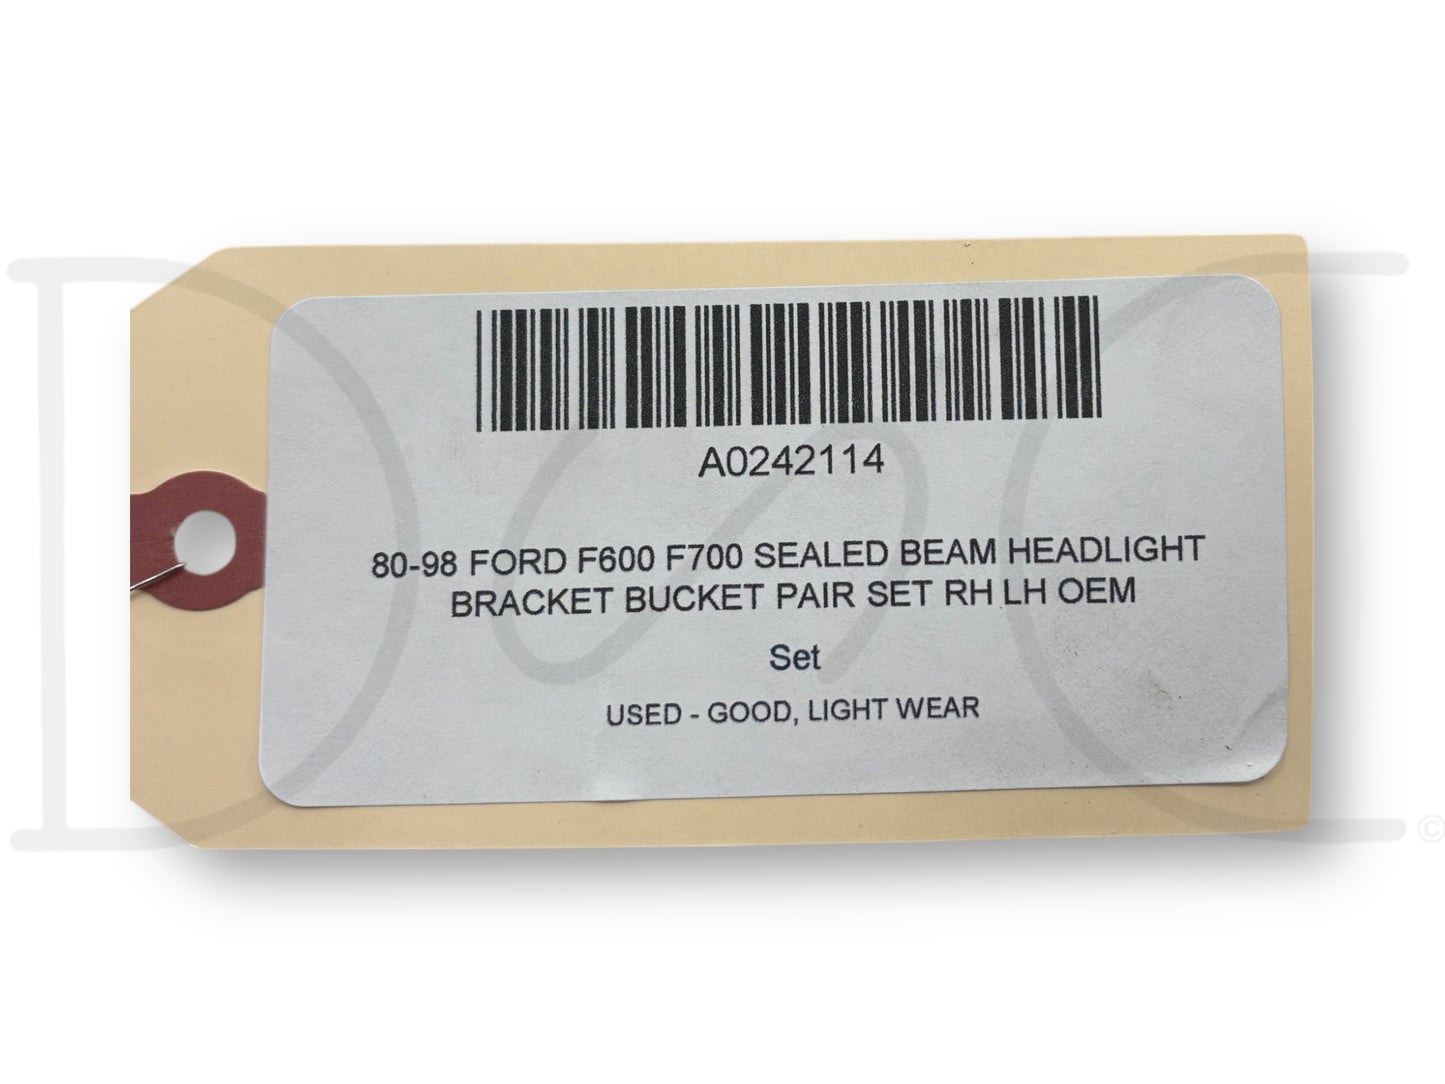 A0242114
80-98 FORD F600 F700 SEALED BEAM HEADLIGHT
BRACKET BUCKET PAIR SET RH LH OEM
Set
USED - GOOD, LIGHT WEAR
©